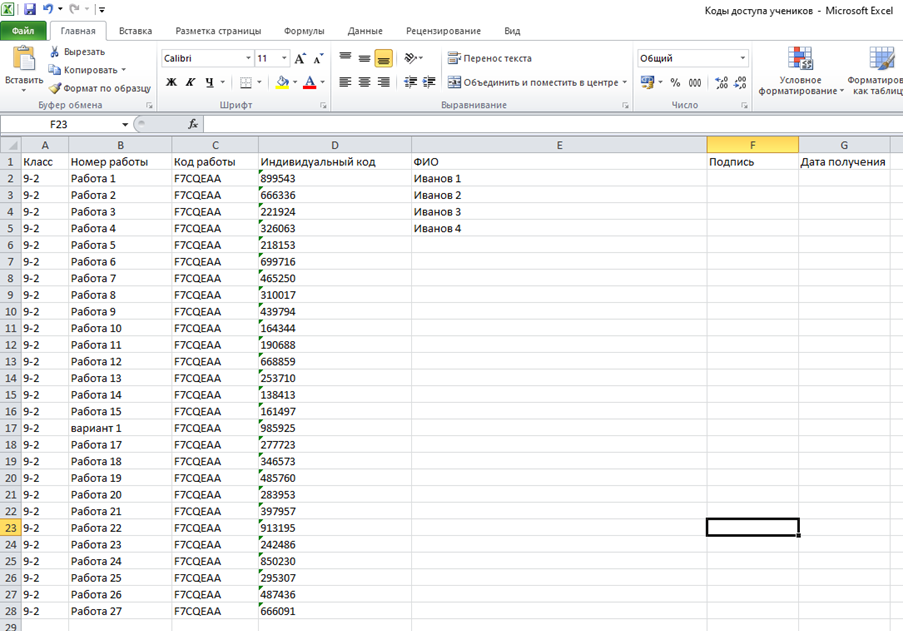 Коды доступа учеников - Microsoft Excel
Файл Главная Вставка Разметка страницы Формулы Данные Рецензирование Вид
Вставить
Вырезать
Копировать
Формат по образцу
Буфер обмена
Calibri 11
Ж К Ч
Шрифт
Перенос текста
Объединить и поместить в центре
Выравнивание
Общий
% 000
Число
Условное форматирование
Форматиров
как таблиц
F23 fx
A B C D E F G
1 Класс Номер работы Код работы Индивидуальный код ФИО Подпись Дата получения
2 9-2 Работа 1 F7CQEAA 899543 Иванов 1
3 9-2 Работа 2 F7CQEAA 666336 Иванов 2
4 9-2 Работа 3 F7CQEAA 221924 Иванов 3
5 9-2 Работа 4 F7CQEAA 326063 Иванов 4
6 9-2 Работа 5 F7CQEAA 218153
7 9-2 Работа 6 F7CQEAA 699716
8 9-2 Работа 7 F7CQEAA 465250
9 9-2 Работа 8 F7CQEAA 310017
10 9-2 Работа 9 F7CQEAA 439794
11 9-2 Работа 10 F7CQEAA 164344
12 9-2 Работа 11 F7CQEAA 190688
13 9-2 Работа 12 F7CQEAA 668859
14 9-2 Работа 13 F7CQEAA 253710
15 9-2 Работа 14 F7CQEAA 138413
16 9-2 Работа 15 F7CQEAA 161497
17 9-2 вариант 1 F7CQEAA 985925
18 9-2 Работа 17 F7CQEAA 277723
19 9-2 Работа 18 F7CQEAA 346573
20 9-2 Работа 19 F7CQEAA 485760
21 9-2 Работа 20 F7CQEAA 283953
22 9-2 Работа 21 F7CQEAA 397957
23 9-2 Работа 22 F7CQEAA 913195
24 9-2 Работа 23 F7CQEAA 242486
25 9-2 Работа 24 F7CQEAA 850230
26 9-2 Работа 25 F7CQEAA 295307
27 9-2 Работа 26 F7CQEAA 487436
28 9-2 Работа 27 F7CQEAA 666091
29